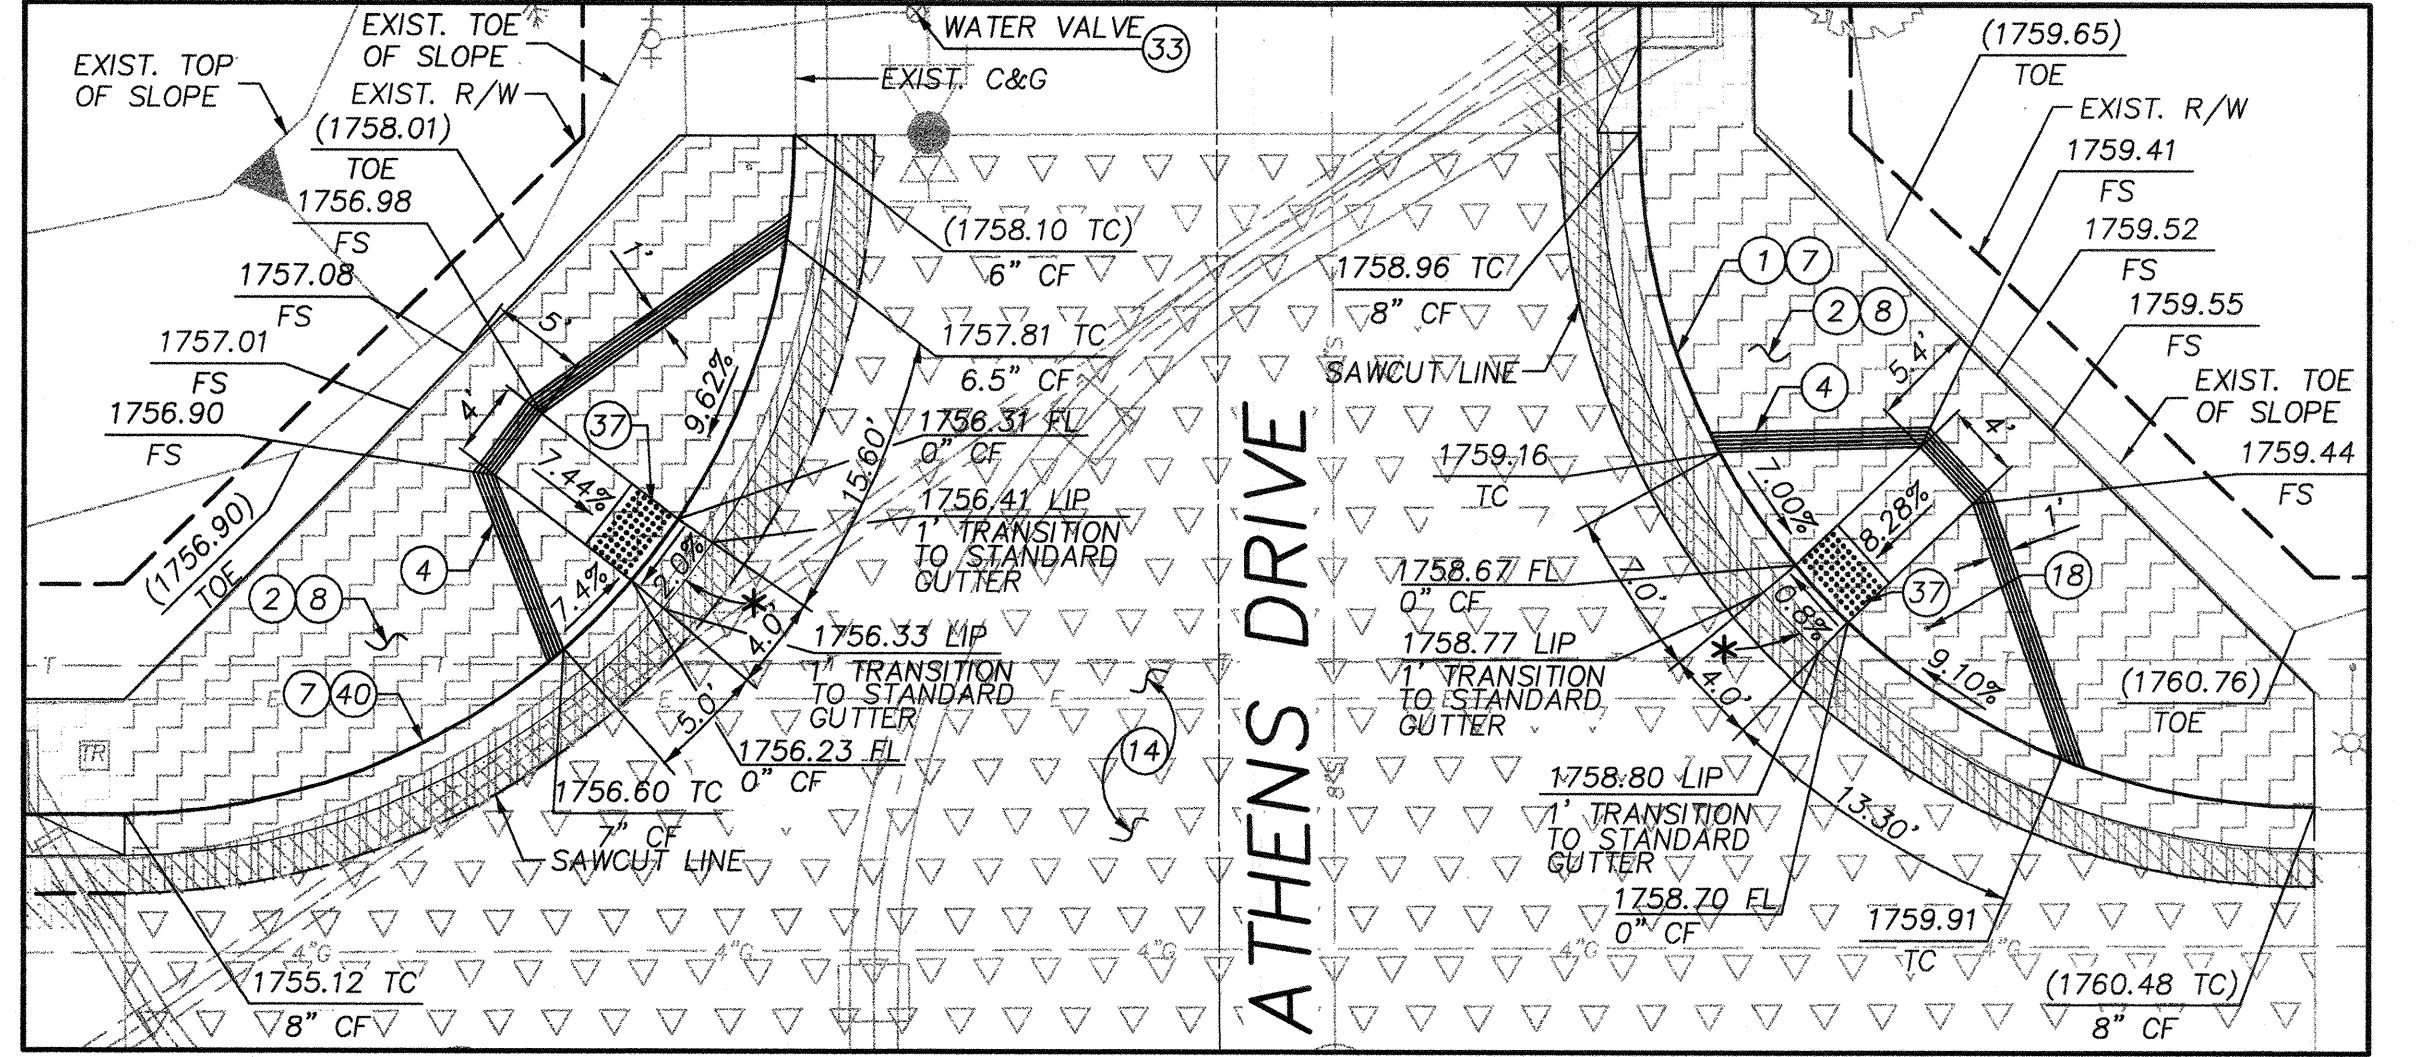 EXIST. TOP
OF SLOPE
EXIST. TOE
OF SLOPE
EXIST. R/W
(1758.01)
TOE
1756.98
FS
1757.08
FS
1757.01
FS
1756.90
FS
(1756.90)
TOE
WATER VALVE 33
EXIST. C&G
1'
5'
4'
37
9.62%
7.44%
7.4%
2.0%
*
4
2 8
7 40
(1758.10 TC)
6" CF
1757.81 TC
6.5" CF
15.60'
1756.31 FL
0" CF
1756.41 LIP
1' TRANSITION
TO STANDARD
GUTTER
4.0'
1756.33 LIP
1' TRANSITION
TO STANDARD
GUTTER
5.0'
1756.23 FL
0" CF
1756.60 TC
7" CF
SAWCUT LINE
1755.12 TC
8" CF
T
TR
E
E
E
14
4"G
4"G
4"G
4"G
4"G
ATHENS DRIVE
8"S
(1759.65)
TOE
EXIST. R/W
1759.41
FS
1759.52
FS
1759.55
FS
EXIST. TOE
OF SLOPE
1759.44
FS
1758.96 TC
8" CF
SAWCUT LINE
1 7
2 8
4
5.4'
4'
1'
1759.16
TC
7.00%
8.28%
37
18
0.8%
9.10%
7.0'
1758.67 FL
0" CF
1758.77 LIP
1' TRANSITION
TO STANDARD
GUTTER
*
4.0'
13.30'
1758.80 LIP
1' TRANSITION
TO STANDARD
GUTTER
1758.70 FL
0" CF
1759.91
TC
(1760.76)
TOE
(1760.48 TC)
8" CF